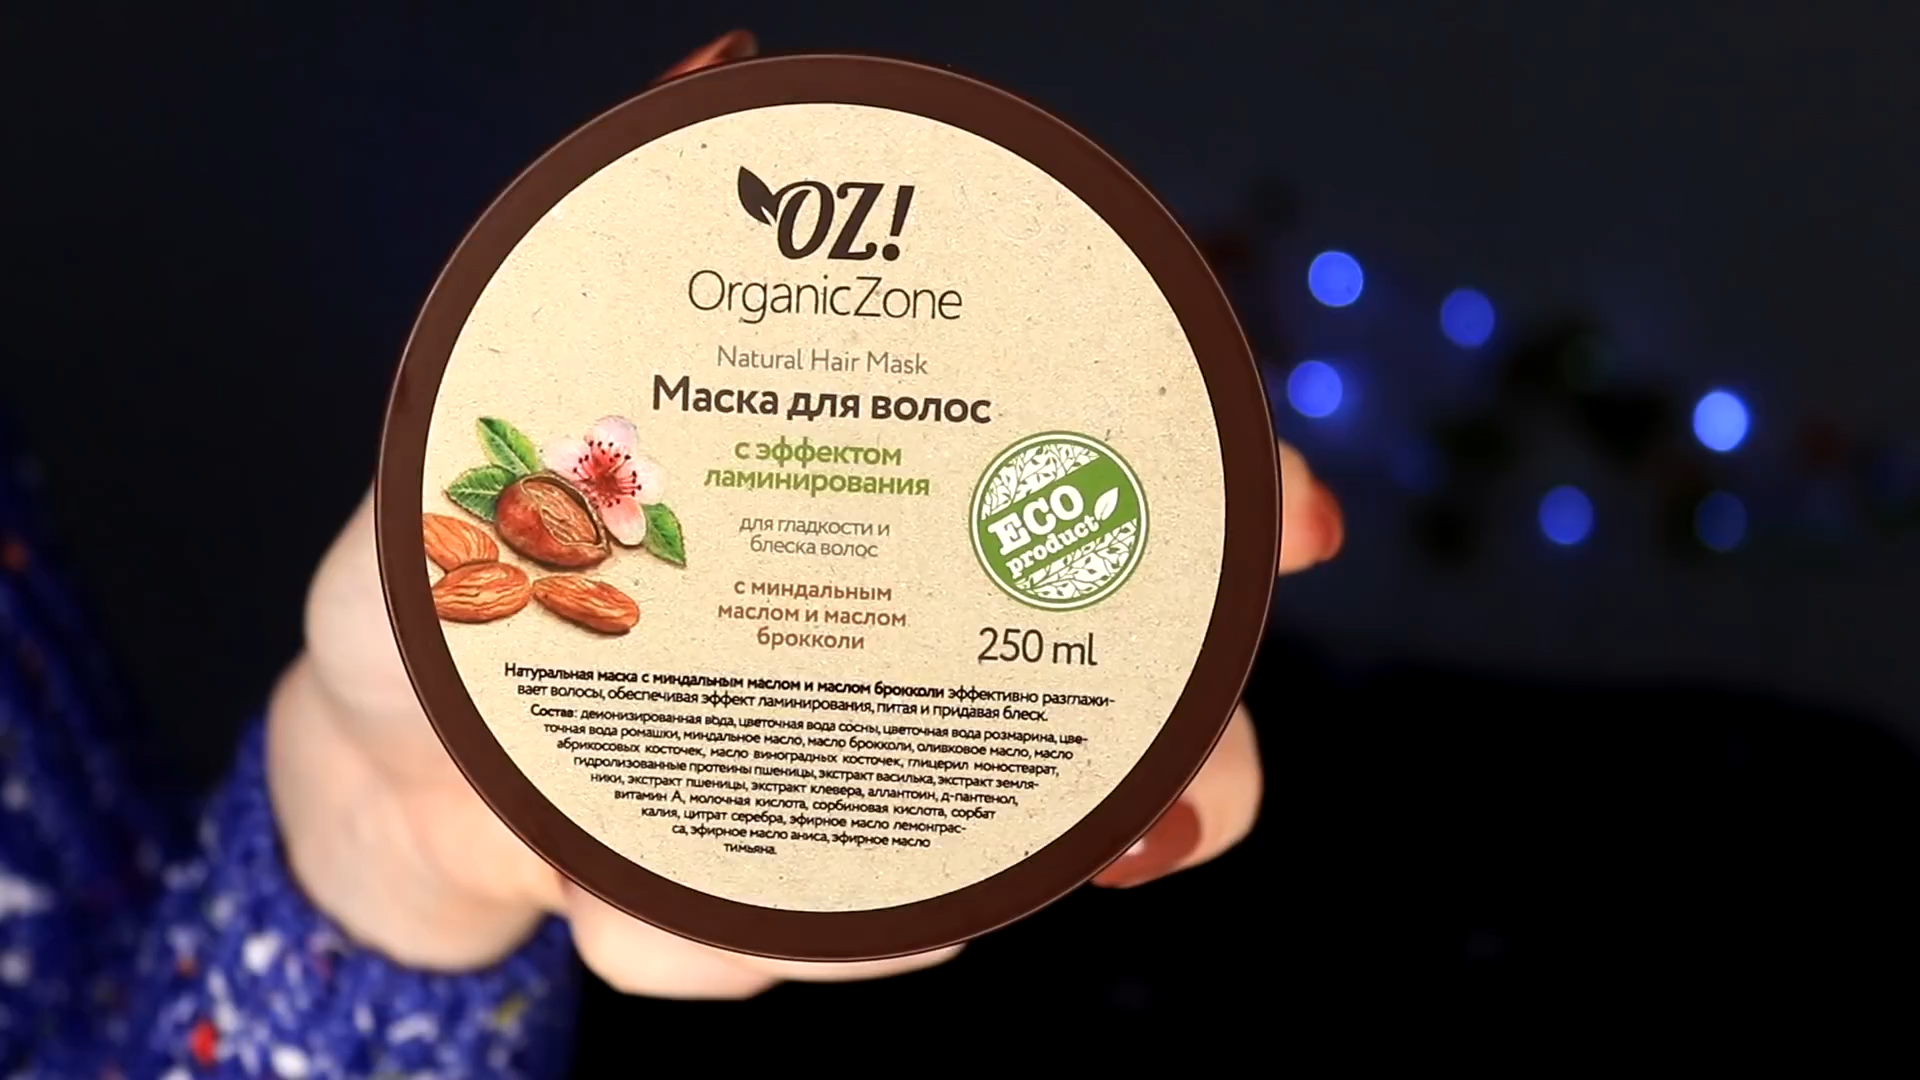 OZ!
OrganicZone
Natural Hair Mask
Маска для волос
с эффектом
ламинирования
для гладкости и
блеска волос
с миндальным
маслом и маслом
брокколи
ECO
product
250 ml
Натуральная маска с миндальным маслом и маслом брокколи эффективно разглажи-
вает волосы, обеспечивая эффект ламинирования, питая и придавая блеск.
Состав: деионизированная вода, цветочная вода сосны, цветочная вода розмарина, цве-
точная вода ромашки, миндальное масло, масло брокколи, оливковое масло, масло
абрикосовых косточек, масло виноградных косточек, глицерил моностеарат,
гидролизованные протеины пшеницы, экстракт василька, экстракт земля-
ники, экстракт пшеницы, экстракт клевера, аллантоин, д-пантенол,
витамин А, молочная кислота, сорбиновая кислота, сорбат
калия, цитрат серебра, эфирное масло лемонграс-
са, эфирное масло аниса, эфирное масло
тимьяна.